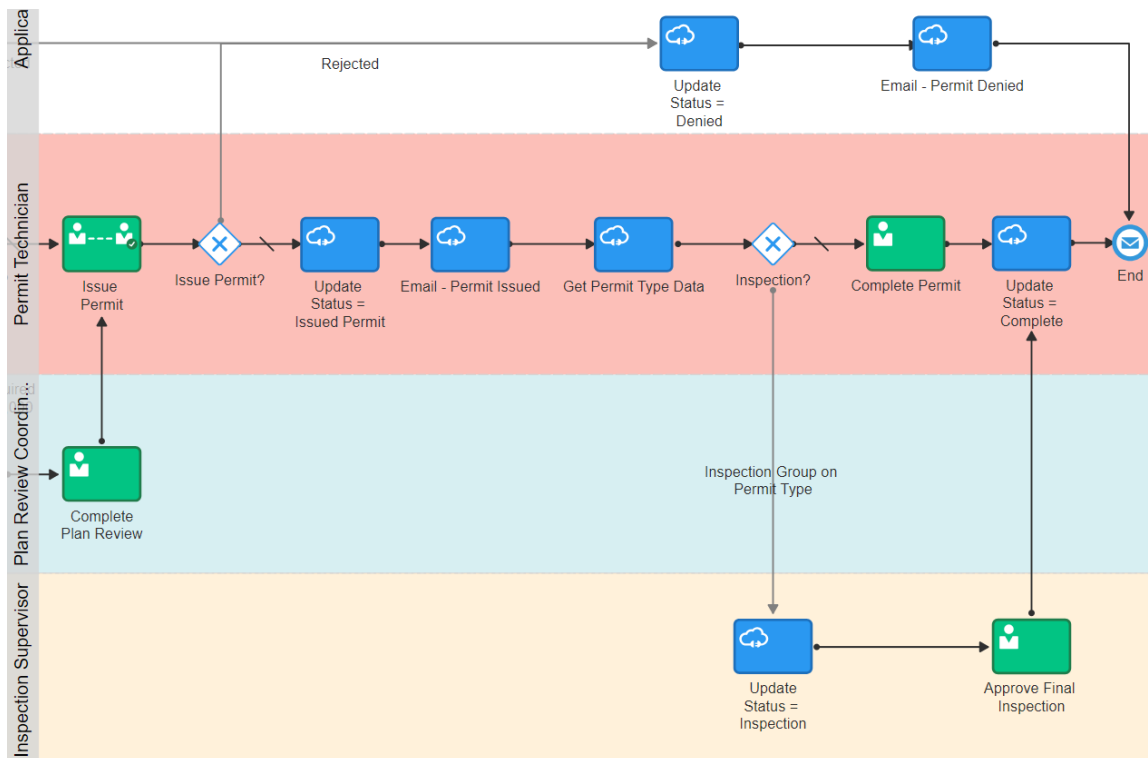 Applica
Rejected
Update
Status =
Denied
Email - Permit Denied
Permit Technician
Issue
Permit
Issue Permit?
Update
Status =
Issued Permit
Email - Permit Issued
Get Permit Type Data
Inspection?
Complete Permit
Update
Status =
Complete
End
Plan Review Coordin...
Complete
Plan Review
Inspection Group on
Permit Type
Inspection Supervisor
Update
Status =
Inspection
Approve Final
Inspection